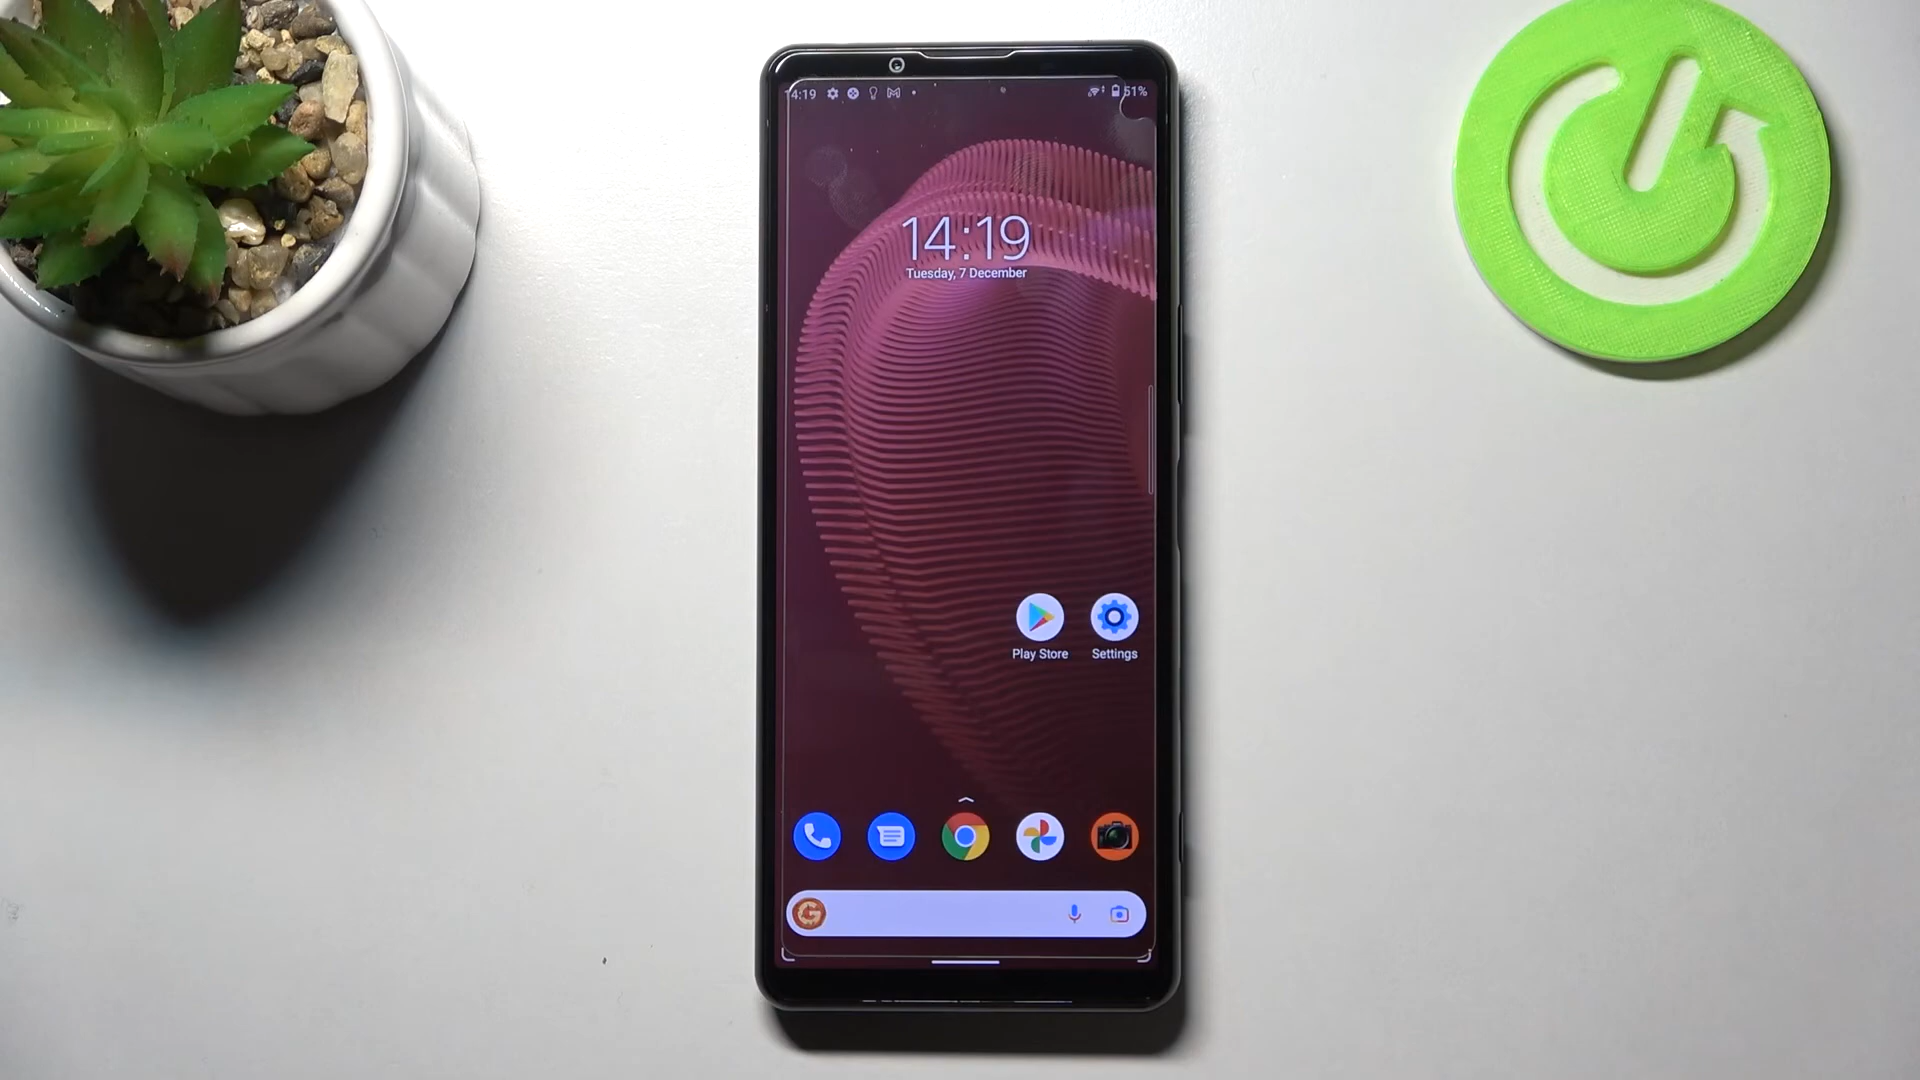 14:19
51%
14:19
Tuesday, 7 December
Play Store
Settings
G